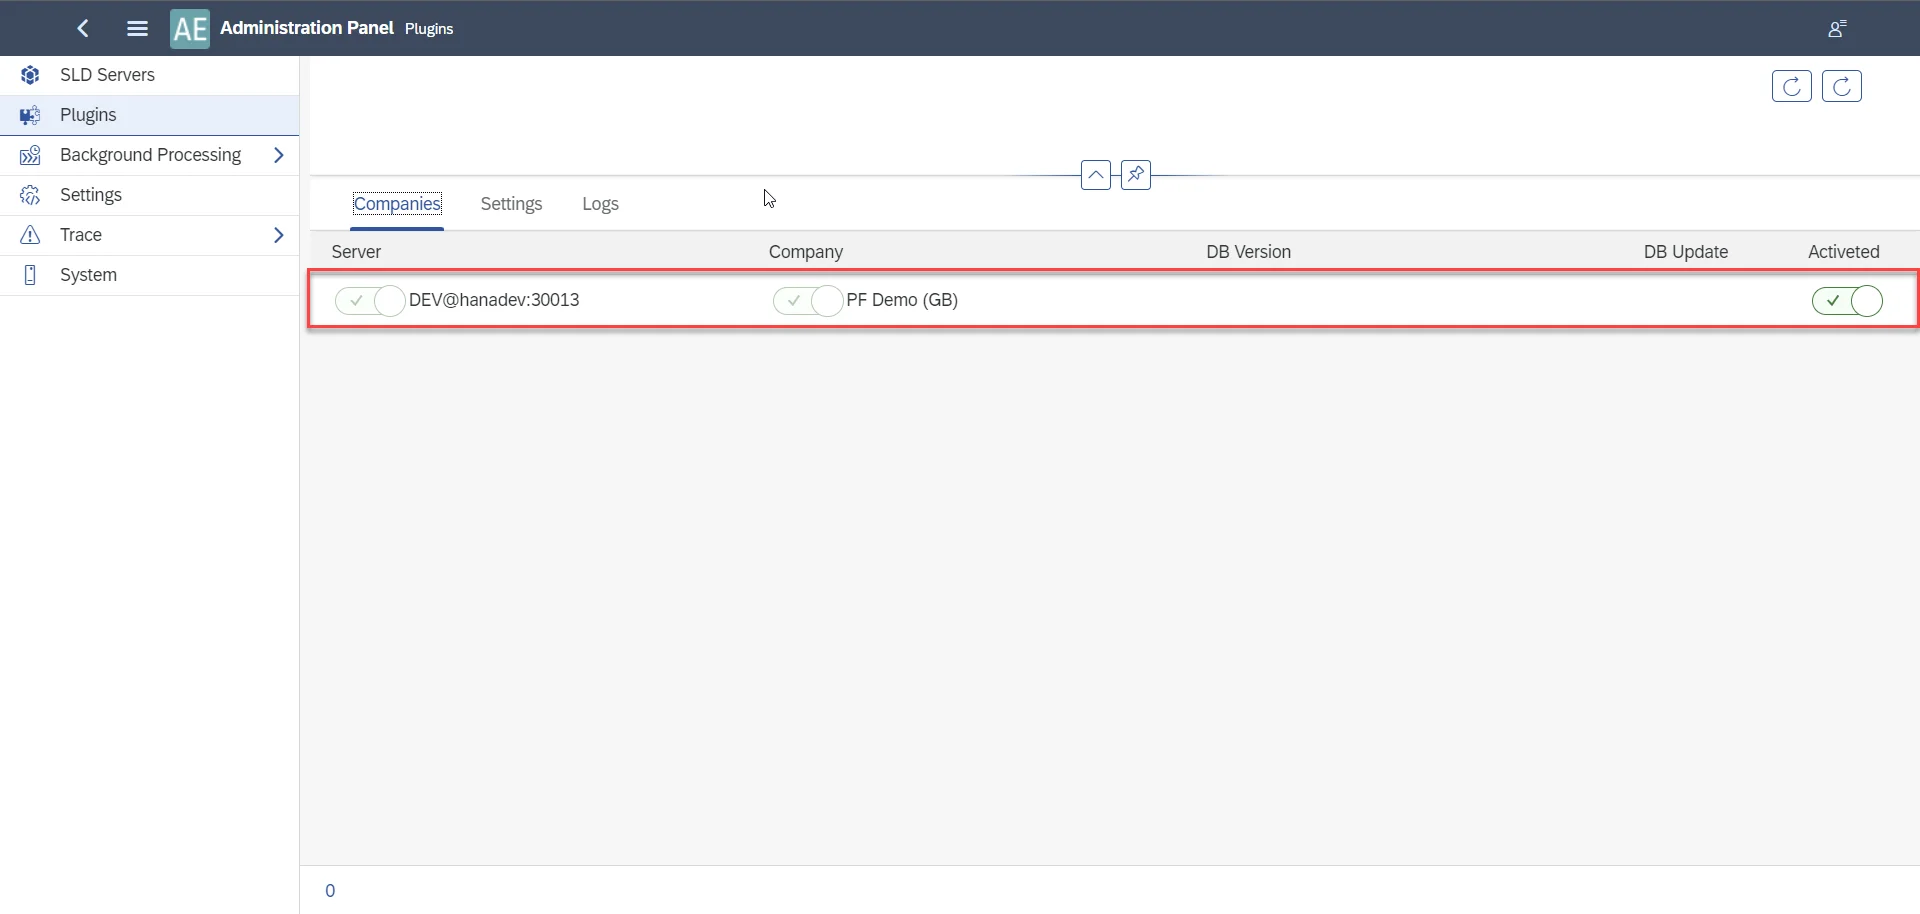 AE Administration Panel Plugins
SLD Servers
Plugins
Background Processing
Settings
Trace
System
Companies Settings Logs
Server Company DB Version DB Update Activeted
DEV@hanadev:30013 PF Demo (GB)
0